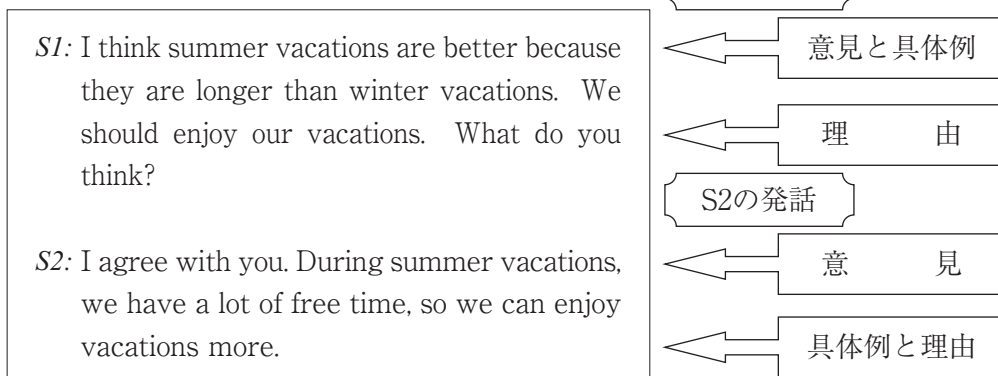 S1: I think summer vacations are better because
they are longer than winter vacations. We
should enjoy our vacations. What do you
think?
S2: I agree with you. During summer vacations,
we have a lot of free time, so we can enjoy
vacations more.
意見と具体例
理 由
S2の発話
意 見
具体例と理由